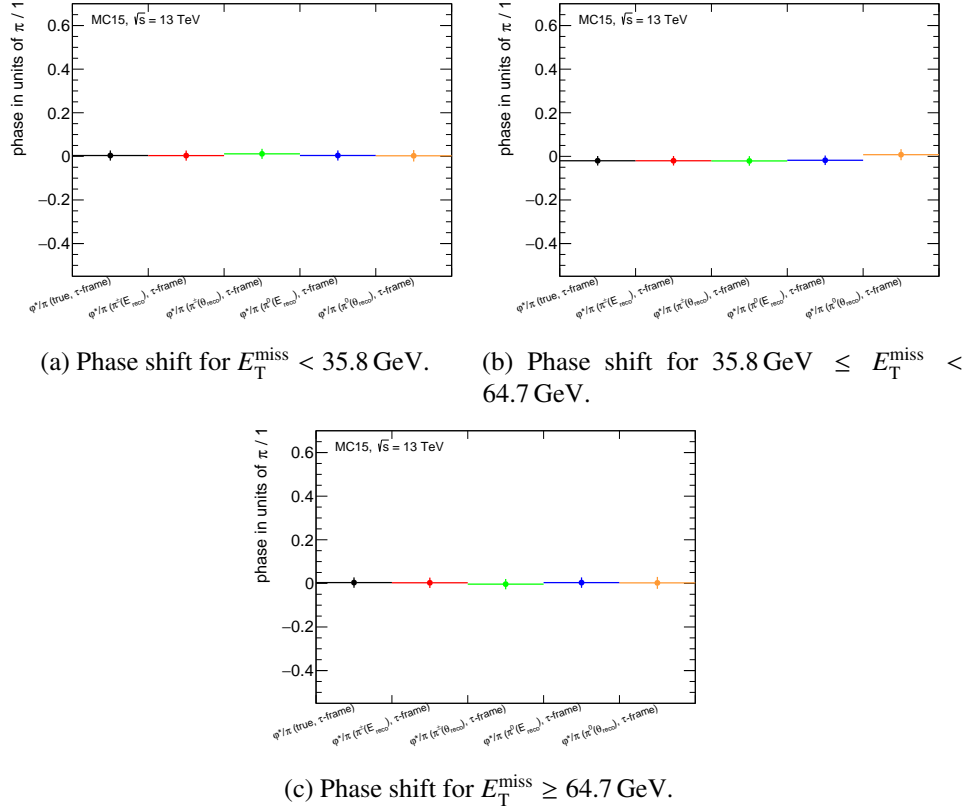 MC15, √s = 13 TeV
phase in units of π / 1
0.6
0.4
0.2
0
−0.2
−0.4
φ*/π (true, τ-frame)
φ*/π (π±(E_reco), τ-frame)
φ*/π (π±(θ_reco), τ-frame)
φ*/π (π⁰(E_reco), τ-frame)
φ*/π (π⁰(θ_reco), τ-frame)
(a) Phase shift for E_T^miss < 35.8 GeV.
MC15, √s = 13 TeV
phase in units of π / 1
0.6
0.4
0.2
0
−0.2
−0.4
φ*/π (true, τ-frame)
φ*/π (π±(E_reco), τ-frame)
φ*/π (π±(θ_reco), τ-frame)
φ*/π (π⁰(E_reco), τ-frame)
φ*/π (π⁰(θ_reco), τ-frame)
(b) Phase shift for 35.8 GeV ≤ E_T^miss <
64.7 GeV.
MC15, √s = 13 TeV
phase in units of π / 1
0.6
0.4
0.2
0
−0.2
−0.4
φ*/π (true, τ-frame)
φ*/π (π±(E_reco), τ-frame)
φ*/π (π±(θ_reco), τ-frame)
φ*/π (π⁰(E_reco), τ-frame)
φ*/π (π⁰(θ_reco), τ-frame)
(c) Phase shift for E_T^miss ≥ 64.7 GeV.